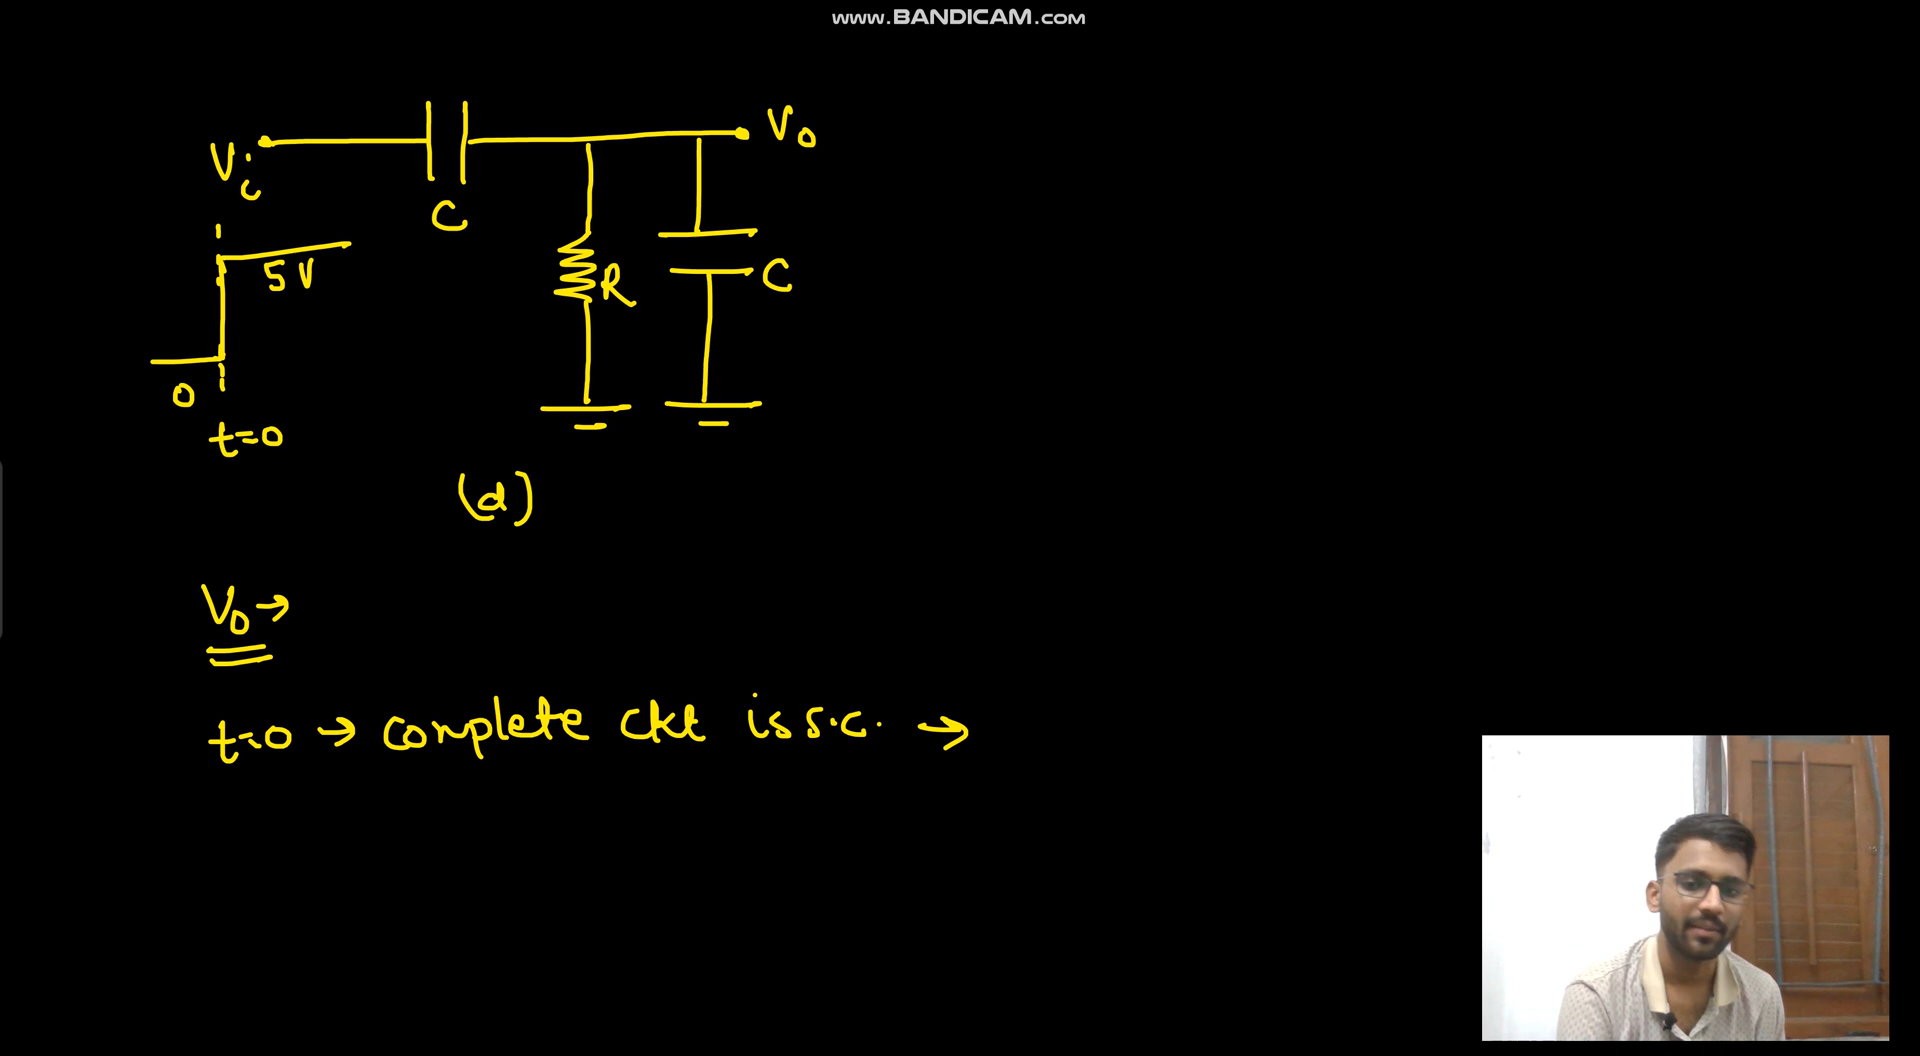 www.BANDICAM.com
Vi
C
V0
5V
R
C
0
t=0
(d)
V0 →
t=0 → complete ckt is s.c. →